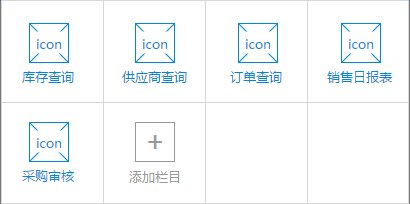 icon icon icon icon
库存查询 供应商查询 订单查询 销售日报表
icon +
采购审核 添加栏目